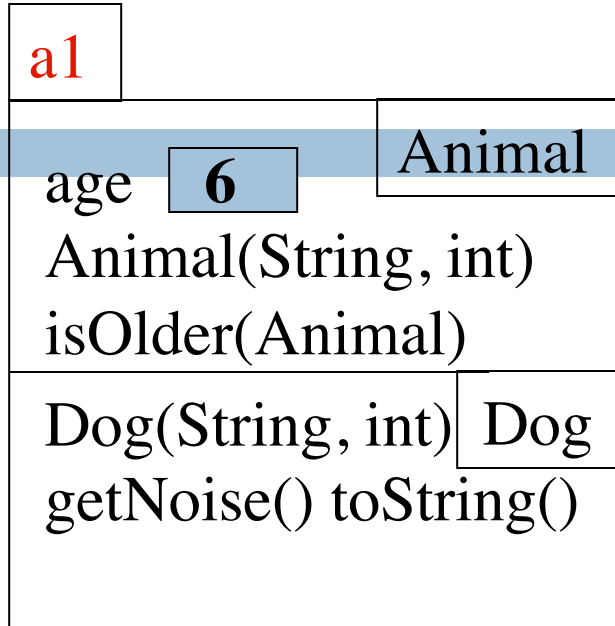 a1
Animal
age 6
Animal(String, int)
isOlder(Animal)
Dog(String, int) Dog
getNoise() toString()